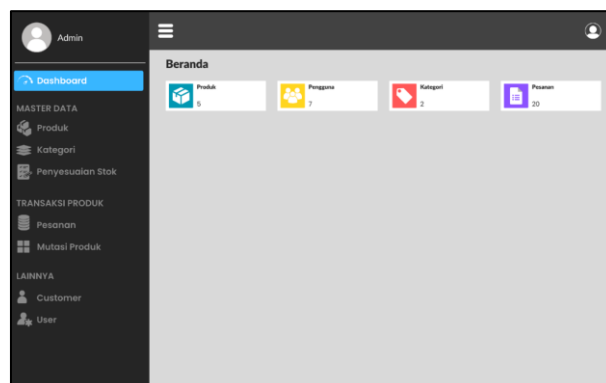 Admin
Dashboard
MASTER DATA
Produk
Kategori
Penyesuaian Stok
TRANSAKSI PRODUK
Pesanan
Mutasi Produk
LAINNYA
Customer
User
Beranda
Produk
5
Pengguna
7
Kategori
2
Pesanan
20